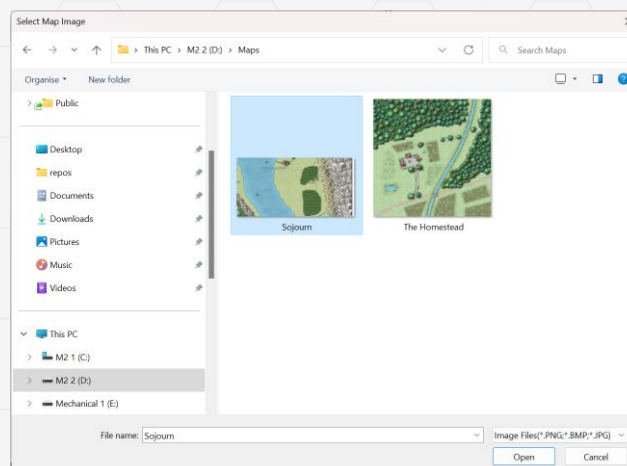 Select Map Image
This PC > M2 2 (D:) > Maps
Search Maps
Organise
New folder
Public
Desktop
repos
Documents
Downloads
Pictures
Music
Videos
This PC
M2 1 (C:)
M2 2 (D:)
Mechanical 1 (E:)
Sojourn
The Homestead
File name: Sojourn
Image Files(*.PNG;*.BMP;*.JPG)
Open
Cancel